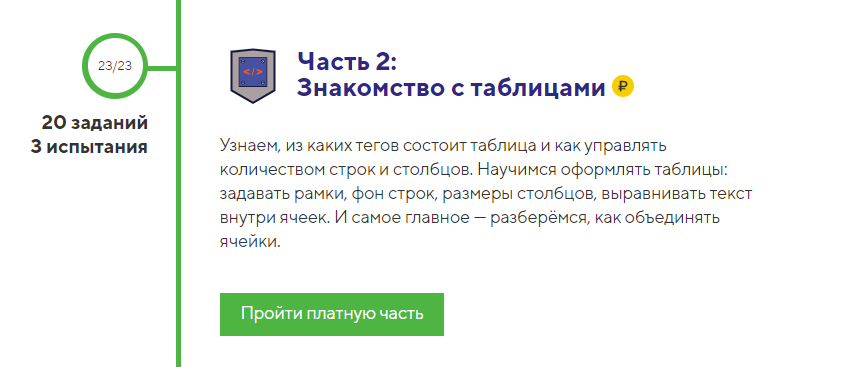 23/23
20 заданий
3 испытания
</>
Часть 2:
Знакомство с таблицами ₽
Узнаем, из каких тегов состоит таблица и как управлять
количеством строк и столбцов. Научимся оформлять таблицы:
задавать рамки, фон строк, размеры столбцов, выравнивать текст
внутри ячеек. И самое главное — разберёмся, как объединять
ячейки.
Пройти платную часть